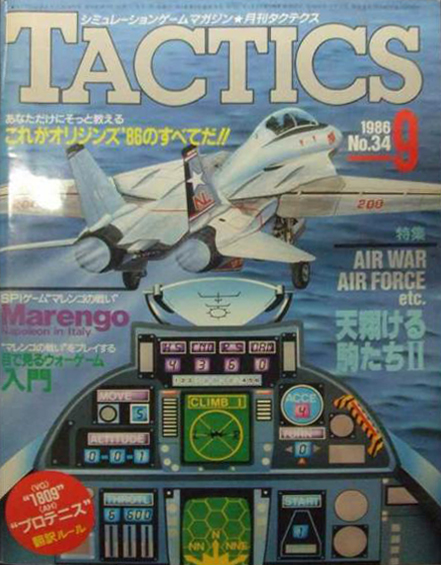 シミュレーションゲームマガジン★月刊タクテクス
TACTICS
あなただけにそっと教える
これがオリジンズ'86のすべてだ!!
1986
No.34
9
NL
200
特集
AIR WAR
AIR FORCE
etc.
天翔ける
駒たちII
SPIゲーム"マレンゴの戦い"
Marengo
Napoleon in Italy
"マレンゴの戦い"をプレイする
目で見るウォーゲーム
入門
4 3 6 0
MOVE
5
CLIMB 1
ACCE
4
ALTITUDE
0-0-1
TURN
0
THROTL
6 600
START
1
N
NN
(VG)
"1809"
(AH)
"プロテニス"
翻訳ルール